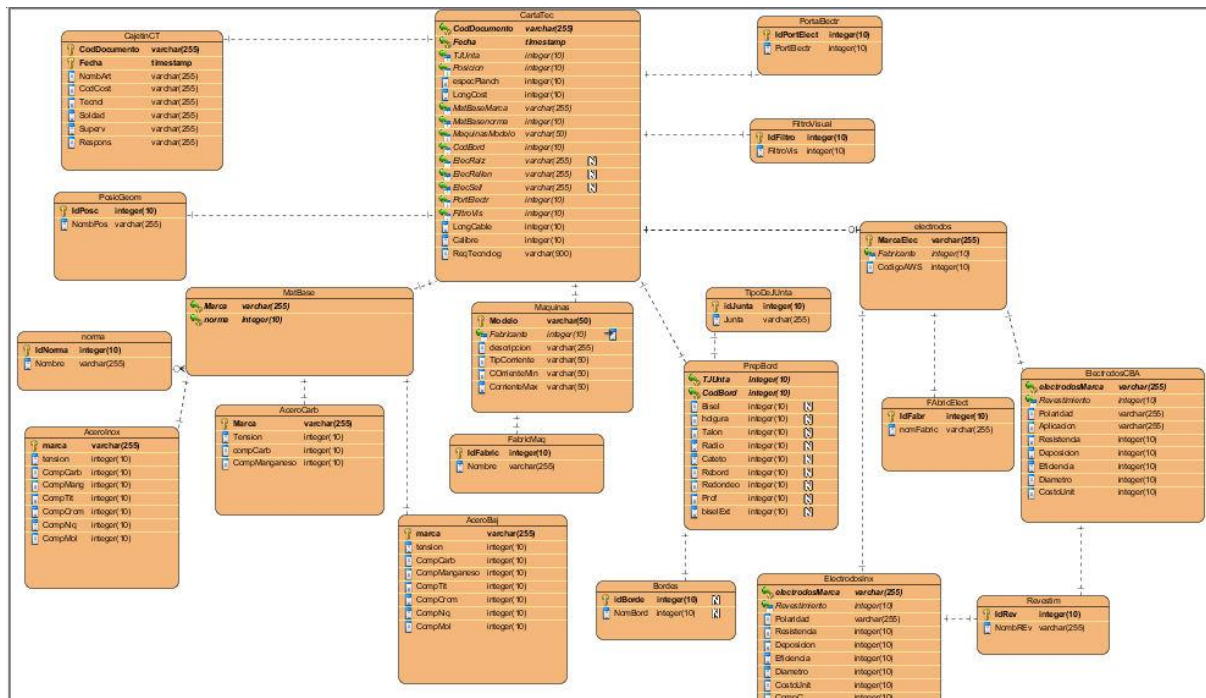 CajetinCT
CodDocumento varchar(255)
Fecha timestamp
NombArt varchar(255)
CodCost varchar(255)
Tecnol varchar(255)
Soldad varchar(255)
Superv varchar(255)
Respons varchar(255)
CartaTec
CodDocumento varchar(255)
Fecha timestamp
TJUnta integer(10)
Posicion integer(10)
especPlanch integer(10)
LongCost integer(10)
MatBaseMarca varchar(255)
MatBasenorma integer(10)
MaquinasModelo varchar(50)
CodBord integer(10)
ElecRaiz varchar(255) N
ElecRellen varchar(255) N
ElecSell varchar(255) N
PortElectr integer(10)
FiltroVis integer(10)
LongCable integer(10)
Calibre integer(10)
ReqTecnolog varchar(900)
PortaElectr
IdPortElect integer(10)
PortElectr integer(10)
FiltroVisual
IdFiltro integer(10)
FiltroVis integer(10)
PosicGeom
IdPosc integer(10)
NombPos varchar(255)
electrodos
MarcaElec varchar(255)
Fabricante integer(10)
CodigoAWS integer(10)
MatBase
Marca varchar(255)
norma integer(10)
Maquinas
Modelo varchar(50)
Fabricante integer(10)
descripcion varchar(255)
TipCorriente varchar(50)
COrrienteMin varchar(50)
CorrienteMax varchar(50)
TipoDeJUnta
idJunta integer(10)
Junta varchar(255)
norma
IdNorma integer(10)
Nombre varchar(255)
PrepBord
TJUnta integer(10)
CodBord integer(10)
Bisel integer(10) N
holgura integer(10) N
Talon integer(10) N
Radio integer(10) N
Cateto integer(10) N
Rebord integer(10) N
Redondeo integer(10) N
Prof integer(10) N
biselExt integer(10) N
ElectrodosCBA
electrodosMarca varchar(255)
Revestimiento integer(10)
Polaridad varchar(255)
Aplicacion varchar(255)
Resistencia integer(10)
Deposicion integer(10)
Eficiencia integer(10)
Diametro integer(10)
CostoUnit integer(10)
FAbricElect
IdFabr integer(10)
nomFabric varchar(255)
AceroCarb
Marca varchar(255)
Tension integer(10)
compCarb integer(10)
CompManganeso integer(10)
AceroInox
marca varchar(255)
tension integer(10)
CompCarb integer(10)
CompMang integer(10)
CompTit integer(10)
CompCrom integer(10)
CompNiq integer(10)
CompMol integer(10)
FabricMaq
IdFabric integer(10)
Nombre varchar(255)
AceroBaj
marca varchar(255)
tension integer(10)
CompCarb integer(10)
CompManganeso integer(10)
CompTit integer(10)
CompCrom integer(10)
CompNiq integer(10)
CompMol integer(10)
Bordes
idBorde integer(10) N
NomBord integer(10) N
ElectrodosInx
electrodosMarca varchar(255)
Revestimiento integer(10)
Polaridad varchar(255)
Resistencia integer(10)
Deposicion integer(10)
Eficiencia integer(10)
Diametro integer(10)
CostoUnit integer(10)
Revestim
IdRev integer(10)
NombREv varchar(255)